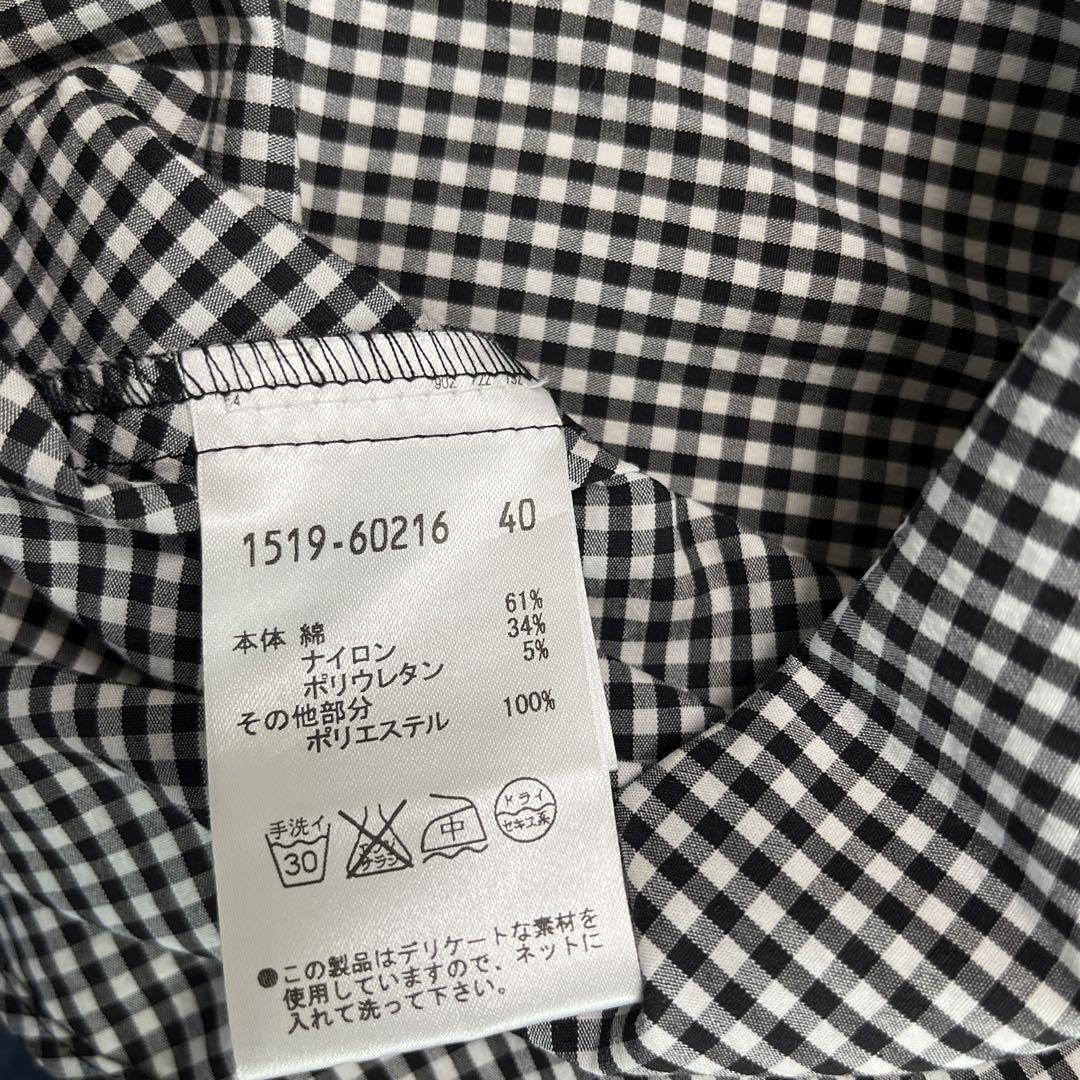 1519-60216 40
本体 綿 61%
ナイロン 34%
ポリウレタン 5%
その他部分
ポリエステル 100%
手洗イ
30
中
ドライ
セキユ系
●この製品はデリケートな素材を
使用していますので、ネットに
入れて洗って下さい。